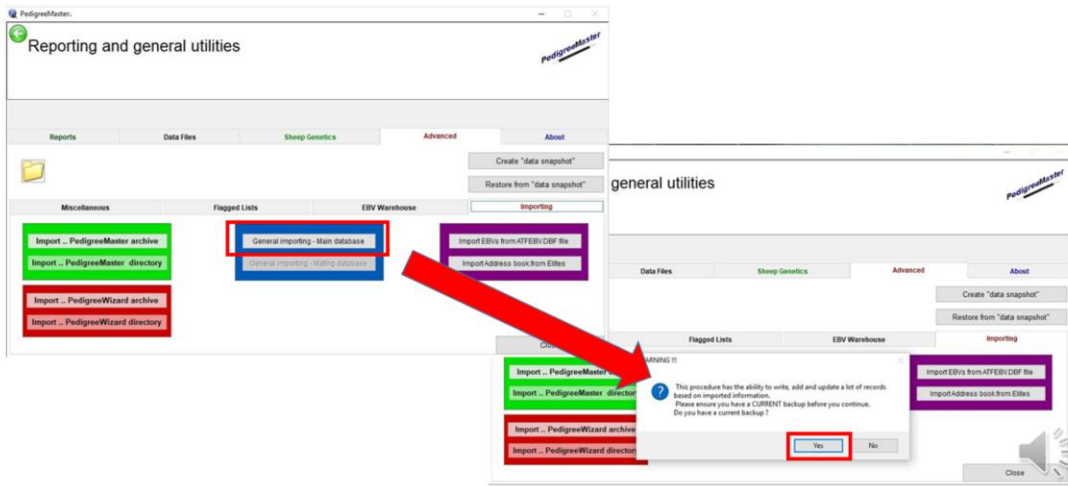 PedigreeMaster.
Reporting and general utilities
PedigreeMaster
Reports
Data Files
Sheep Genetics
Advanced
About
Create "data snapshot"
Restore from "data snapshot"
Miscellaneous
Flagged Lists
EBV Warehouse
Importing
Import .. PedigreeMaster archive
General importing - Main database
Import EBVs from ATFEBV.DBF file
Import .. PedigreeMaster directory
General importing - Mating database
Import Address book from Elites
Import .. PedigreeWizard archive
Import .. PedigreeWizard directory
general utilities
PedigreeMaster
Data Files
Sheep Genetics
Advanced
About
Create "data snapshot"
Restore from "data snapshot"
Flagged Lists
EBV Warehouse
Importing
ARNING !!!
Import .. PedigreeMaster
Import EBVs from ATFEBV.DBF file
Import .. PedigreeMaster directory
Import Address book from Elites
This procedure has the ability to write, add and update a lot of records
based on imported information.
Please ensure you have a CURRENT backup before you continue.
Do you have a current backup ?
Import .. PedigreeWizard archive
Yes
No
Import .. PedigreeWizard director
Close